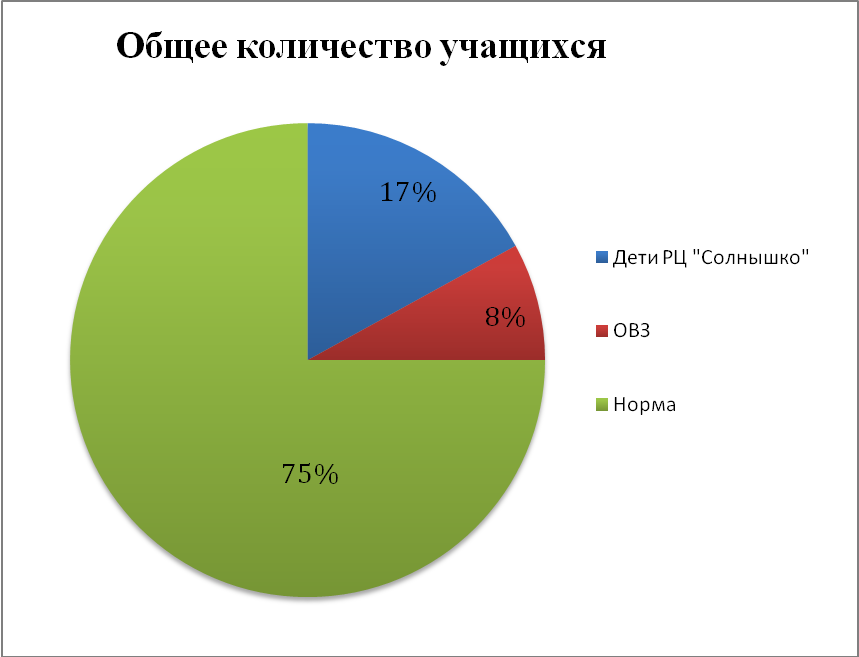 Общее количество учащихся
17%
8%
75%
Дети РЦ "Солнышко"
ОВЗ
Норма